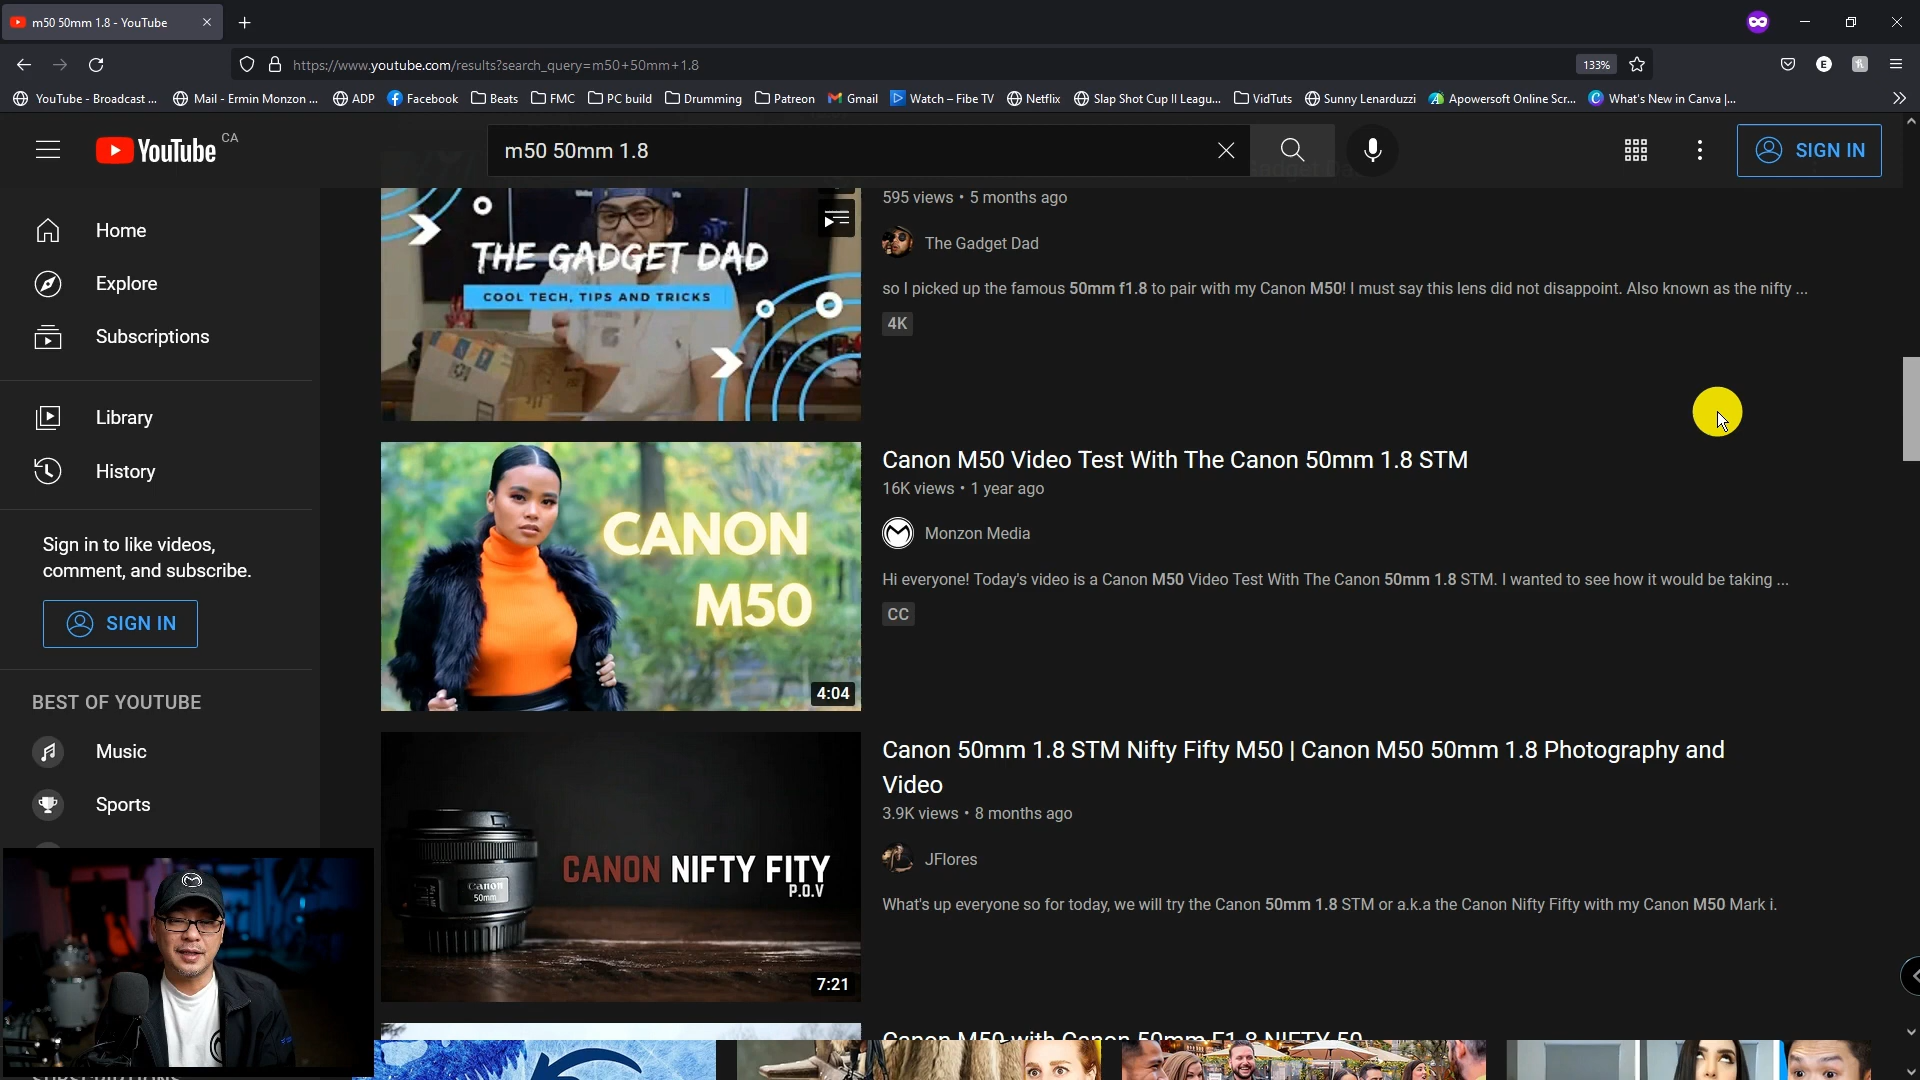 m50 50mm 1.8 - YouTube
https://www.youtube.com/results?search_query=m50+50mm+1.8
133%
E
YouTube - Broadcast ...
Mail - Ermin Monzon ...
ADP
Facebook
Beats
FMC
PC build
Drumming
Patreon
Gmail
Watch – Fibe TV
Netflix
Slap Shot Cup II Leagu...
VidTuts
Sunny Lenarduzzi
Apowersoft Online Scr...
What's New in Canva |...
YouTube CA
m50 50mm 1.8
SIGN IN
Home
Explore
Subscriptions
Library
History
Sign in to like videos,
comment, and subscribe.
SIGN IN
BEST OF YOUTUBE
Music
Sports
THE GADGET DAD
COOL TECH, TIPS AND TRICKS
595 views • 5 months ago
The Gadget Dad
so I picked up the famous 50mm f1.8 to pair with my Canon M50! I must say this lens did not disappoint. Also known as the nifty ...
4K
CANON
M50
4:04
Canon M50 Video Test With The Canon 50mm 1.8 STM
16K views • 1 year ago
Monzon Media
Hi everyone! Today's video is a Canon M50 Video Test With The Canon 50mm 1.8 STM. I wanted to see how it would be taking ...
CC
Canon
50mm
CANON NIFTY FITY
P.O.V
7:21
Canon 50mm 1.8 STM Nifty Fifty M50 | Canon M50 50mm 1.8 Photography and
Video
3.9K views • 8 months ago
JFlores
What's up everyone so for today, we will try the Canon 50mm 1.8 STM or a.k.a the Canon Nifty Fifty with my Canon M50 Mark i.
Canon M50 with Canon 50mm F1.8 NIFTY 50